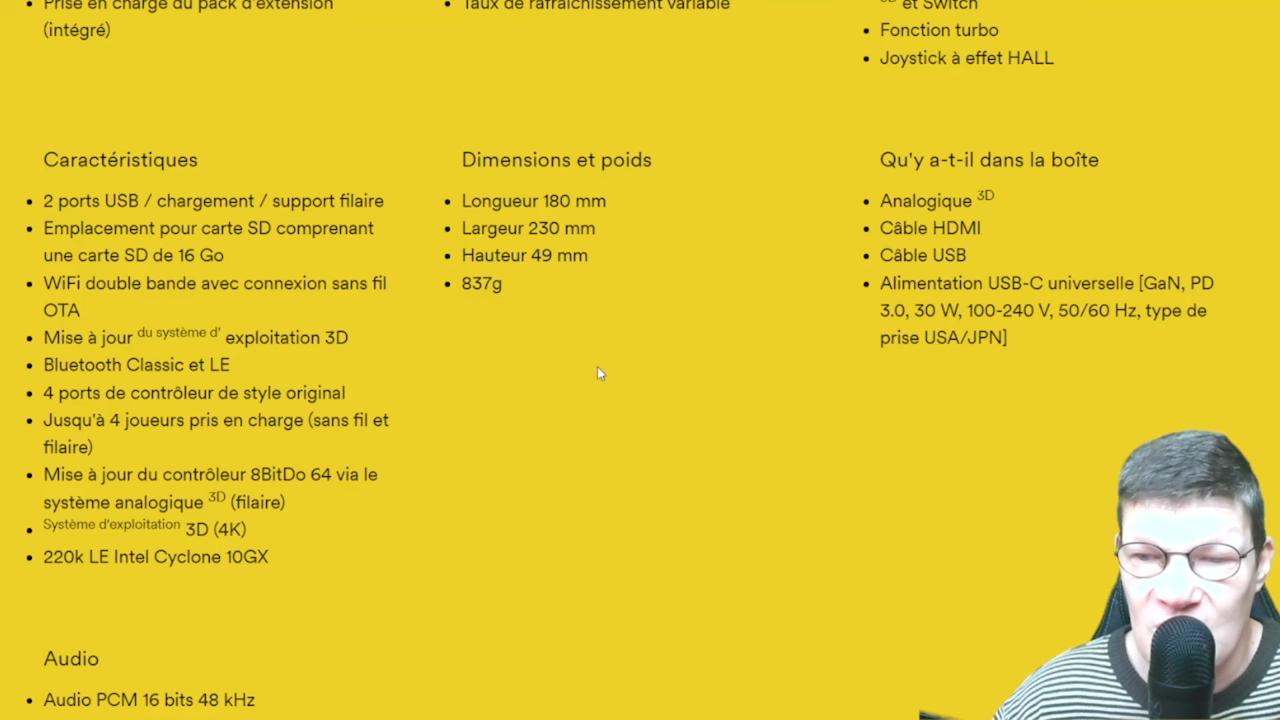 Prise en charge du pack d'extension
(intégré)
Taux de rafraîchissement variable
3D et Switch
Fonction turbo
Joystick à effet HALL
Caractéristiques
2 ports USB / chargement / support filaire
Emplacement pour carte SD comprenant
une carte SD de 16 Go
WiFi double bande avec connexion sans fil
OTA
Mise à jour du système d' exploitation 3D
Bluetooth Classic et LE
4 ports de contrôleur de style original
Jusqu'à 4 joueurs pris en charge (sans fil et
filaire)
Mise à jour du contrôleur 8BitDo 64 via le
système analogique 3D (filaire)
Système d'exploitation 3D (4K)
220k LE Intel Cyclone 10GX
Dimensions et poids
Longueur 180 mm
Largeur 230 mm
Hauteur 49 mm
837g
Qu'y a-t-il dans la boîte
Analogique 3D
Câble HDMI
Câble USB
Alimentation USB-C universelle [GaN, PD
3.0, 30 W, 100-240 V, 50/60 Hz, type de
prise USA/JPN]
Audio
Audio PCM 16 bits 48 kHz